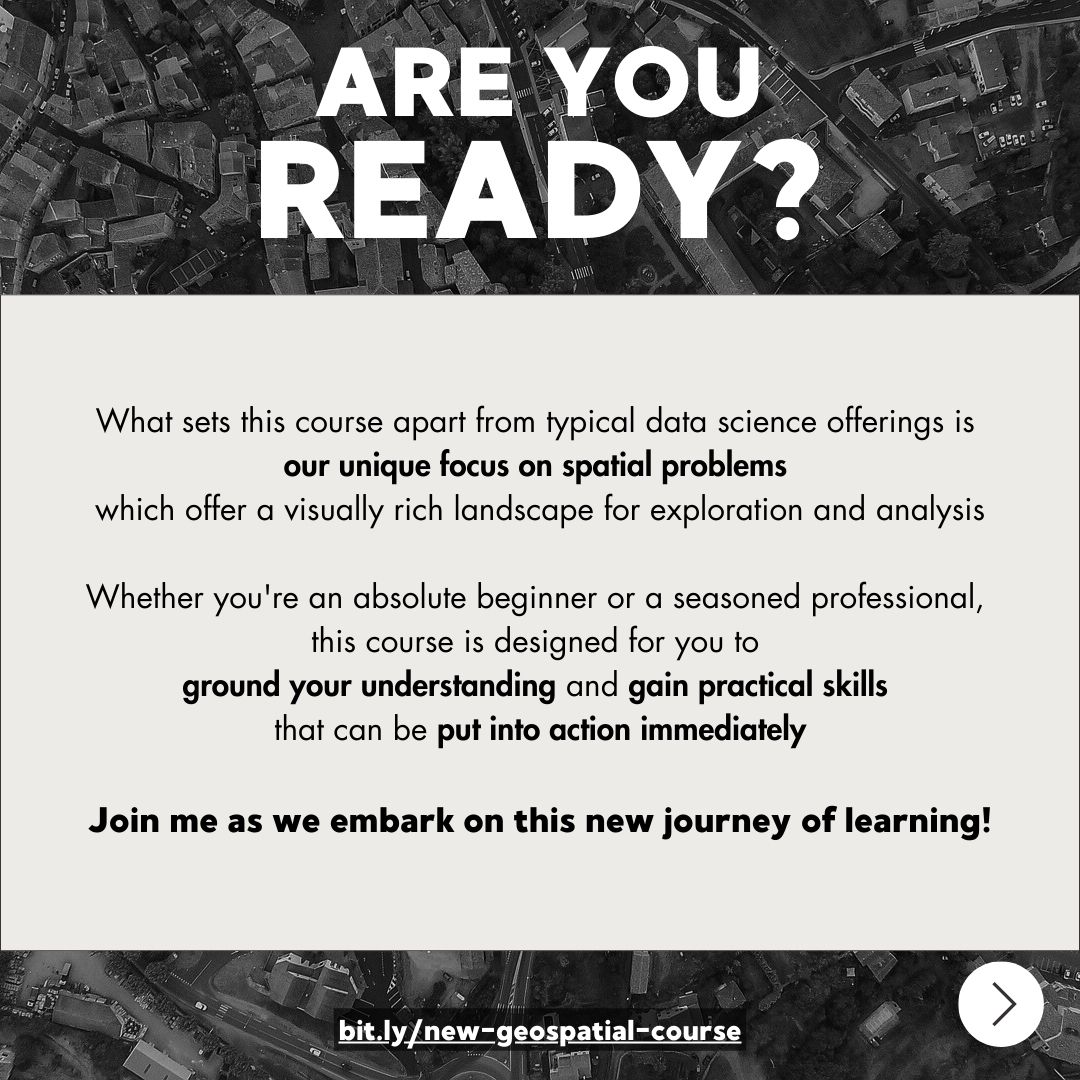 ARE YOU
READY?
What sets this course apart from typical data science offerings is
our unique focus on spatial problems
which offer a visually rich landscape for exploration and analysis
Whether you're an absolute beginner or a seasoned professional,
this course is designed for you to
ground your understanding and gain practical skills
that can be put into action immediately
Join me as we embark on this new journey of learning!
bit.ly/new-geospatial-course